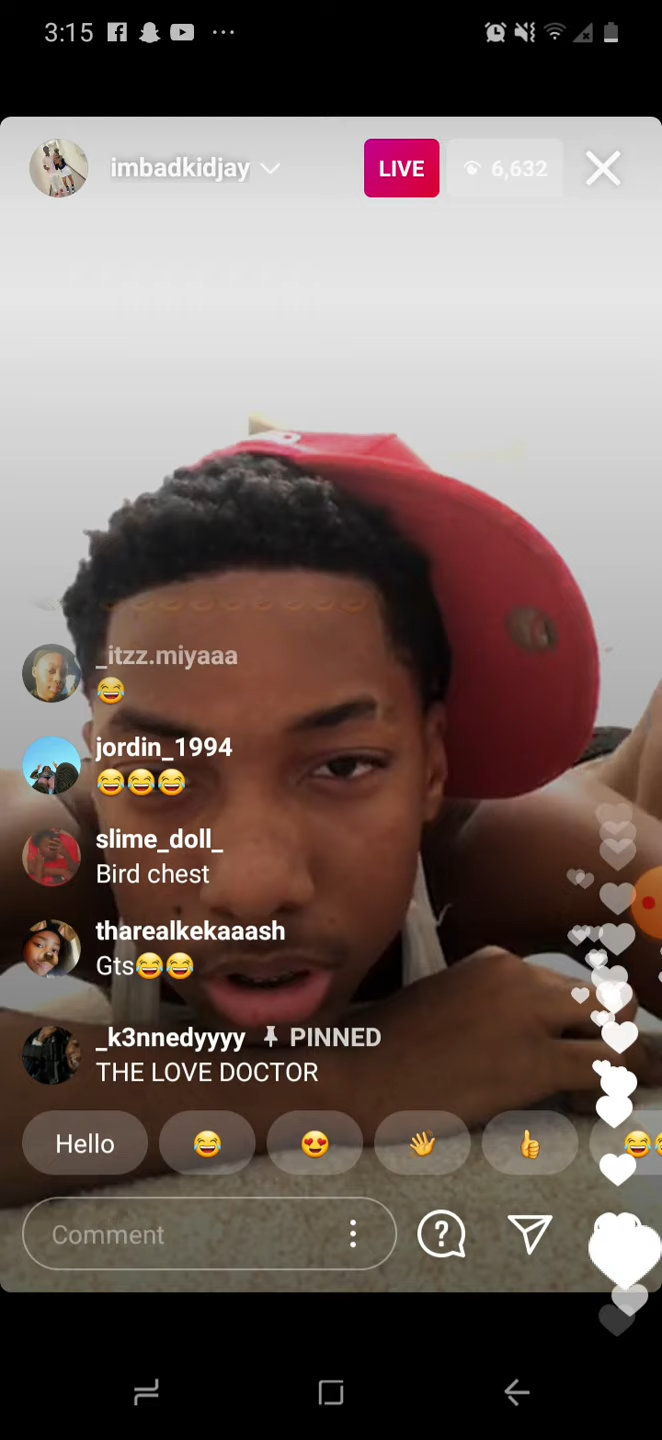 3:15
imbadkidjay
LIVE
6,632
_itzz.miyaaa
😂
jordin_1994
😂😂😂
slime_doll_
Bird chest
tharealkekaaash
Gts😂😂
_k3nnedyyyy PINNED
THE LOVE DOCTOR
Hello 😂 😍 👋 👍 😂
Comment